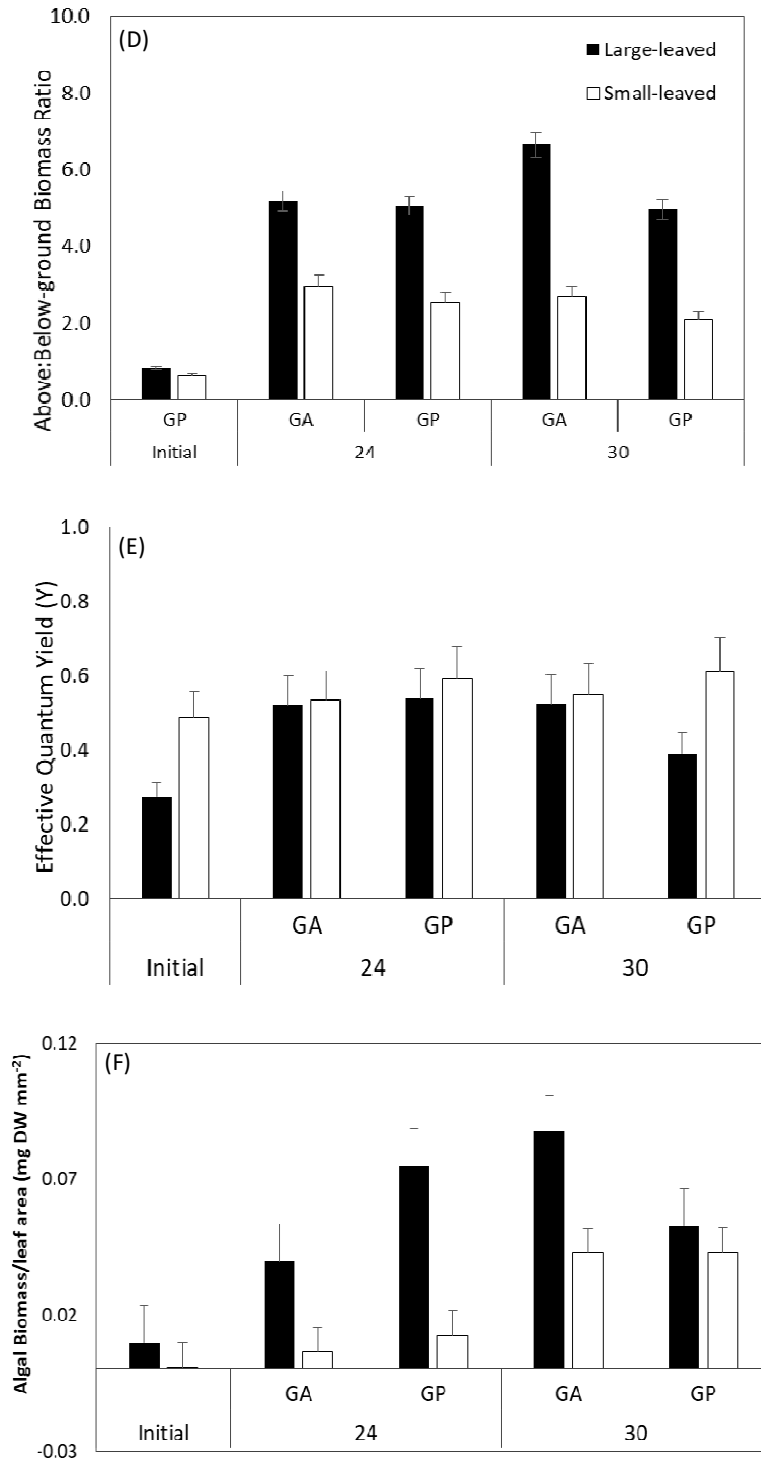 10.0
(D)
Large-leaved
Small-leaved
8.0
6.0
4.0
2.0
0.0
Above:Below-ground Biomass Ratio
GP GA GP GA GP
Initial 24 30
1.0
(E)
0.8
0.6
0.4
0.2
0.0
Effective Quantum Yield (Y)
GA GP GA GP
Initial 24 30
0.12
(F)
0.07
0.02
-0.03
Algal Biomass/leaf area (mg DW mm⁻²)
GA GP GA GP
Initial 24 30